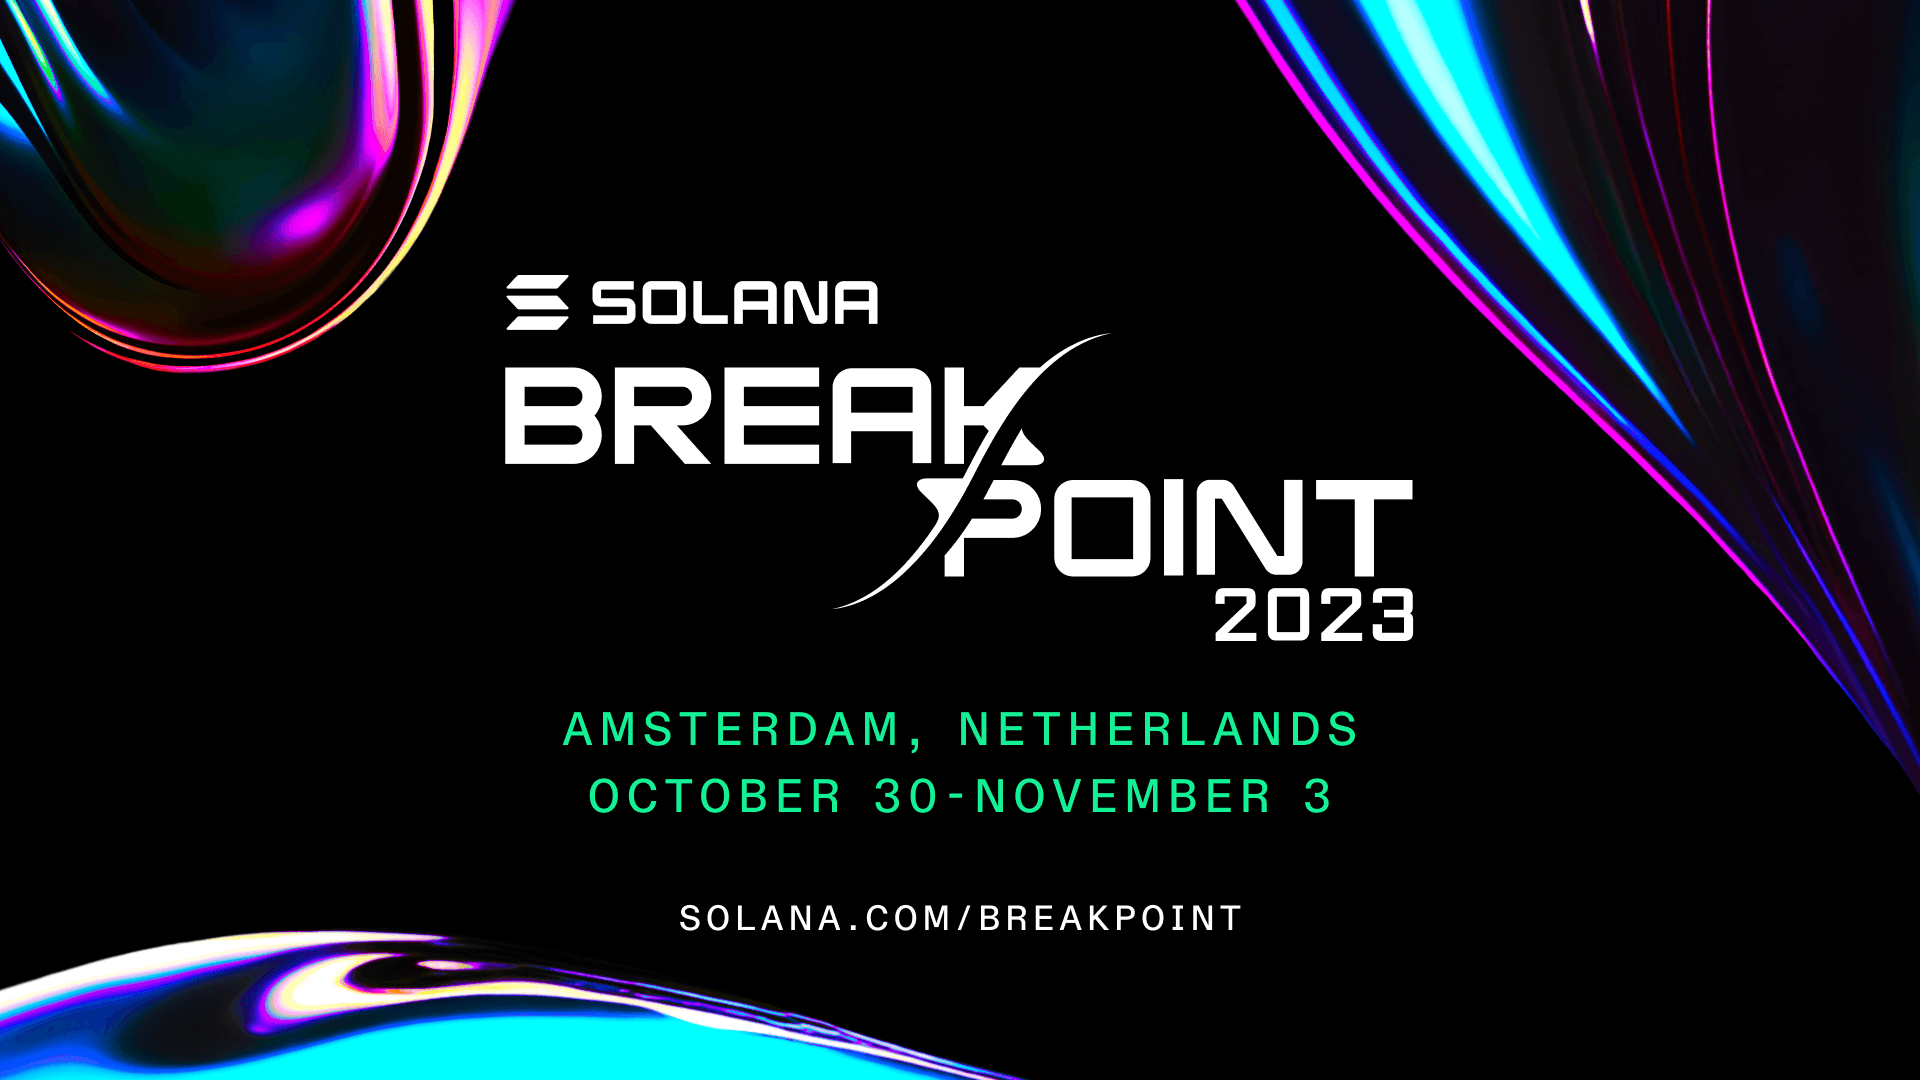 SOLANA
BREAK
POINT
2023
AMSTERDAM, NETHERLANDS
OCTOBER 30-NOVEMBER 3
SOLANA.COM/BREAKPOINT